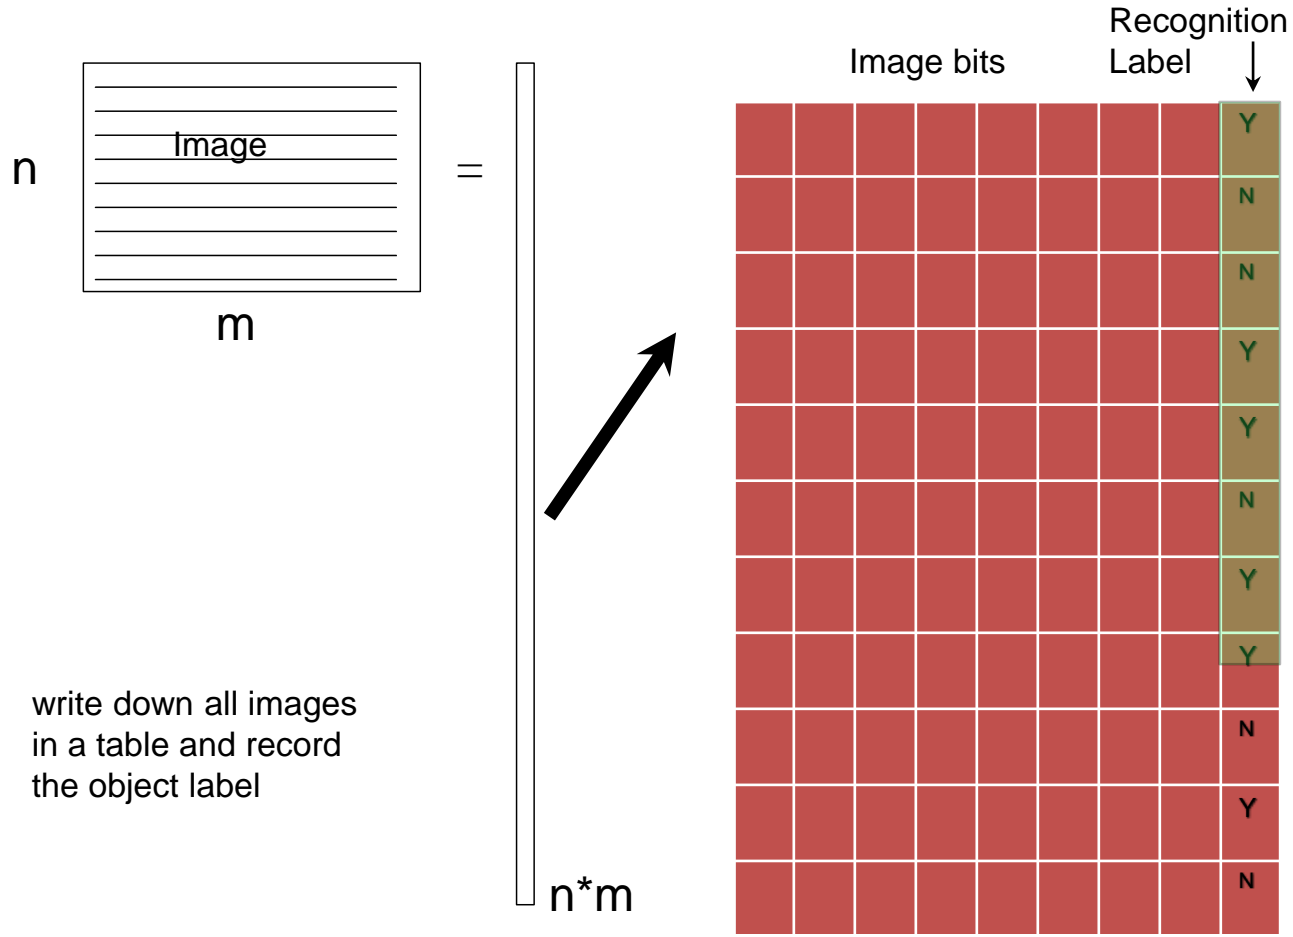 Recognition
Image bits
Label
Image
n
=
m
write down all images
in a table and record
the object label
n*m
Y
N
N
Y
Y
N
Y
Y
N
Y
N